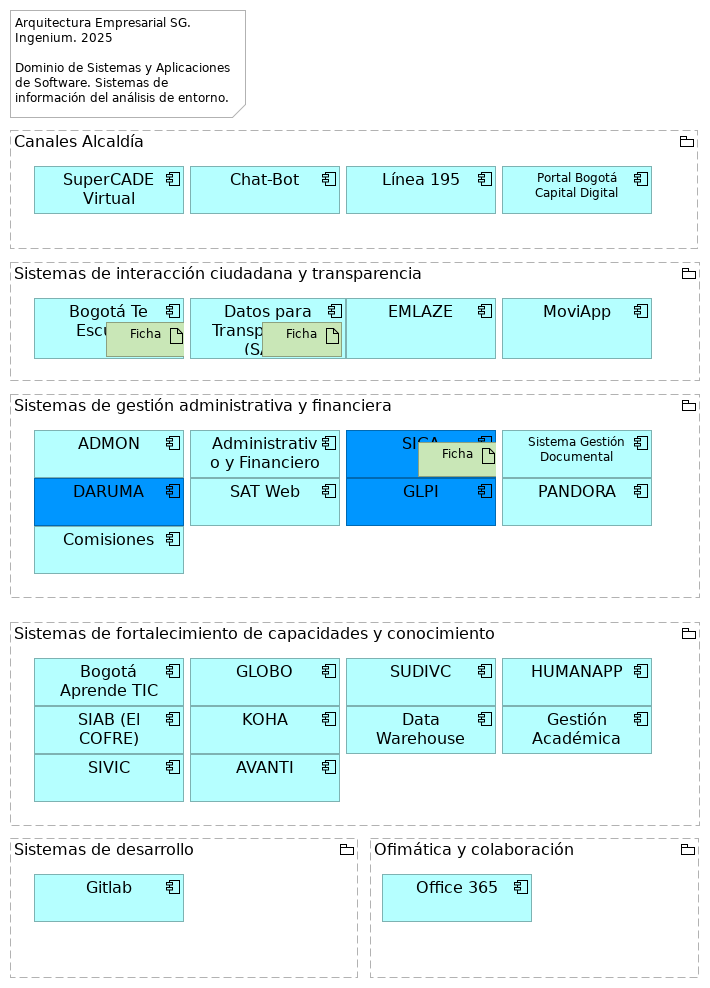 Arquitectura Empresarial SG.
Ingenium. 2025
Dominio de Sistemas y Aplicaciones
de Software. Sistemas de
información del análisis de entorno.
Canales Alcaldía
SuperCADE
Virtual
Chat-Bot
Línea 195
Portal Bogotá
Capital Digital
Sistemas de interacción ciudadana y transparencia
Bogotá Te
Ficha
Datos para
Ficha
EMLAZE
MoviApp
Sistemas de gestión administrativa y financiera
ADMON
Administrativ
o y Financiero
Ficha
Sistema Gestión
Documental
DARUMA
SAT Web
GLPI
PANDORA
Comisiones
Sistemas de fortalecimiento de capacidades y conocimiento
Bogotá
Aprende TIC
GLOBO
SUDIVC
HUMANAPP
SIAB (El
COFRE)
KOHA
Data
Warehouse
Gestión
Académica
SIVIC
AVANTI
Sistemas de desarrollo
Gitlab
Ofimática y colaboración
Office 365